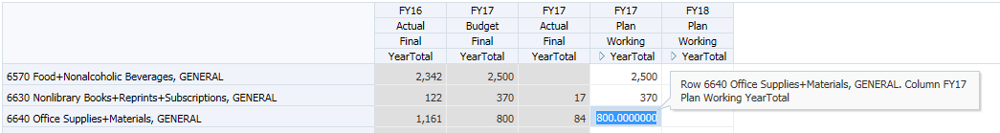 FY16 FY17 FY17 FY17 FY18
Actual Budget Actual Plan Plan
Final Final Final Working Working
YearTotal YearTotal YearTotal ▷ YearTotal ▷ YearTotal
6570 Food+Nonalcoholic Beverages, GENERAL 2,342 2,500 2,500
6630 Nonlibrary Books+Reprints+Subscriptions, GENERAL 122 370 17 370
6640 Office Supplies+Materials, GENERAL 1,161 800 84 800.0000000
Row 6640 Office Supplies+Materials, GENERAL. Column FY17
Plan Working YearTotal